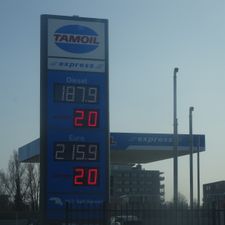 TAMOIL
express
Diesel
187.9
20
Euro
215.9
20
express